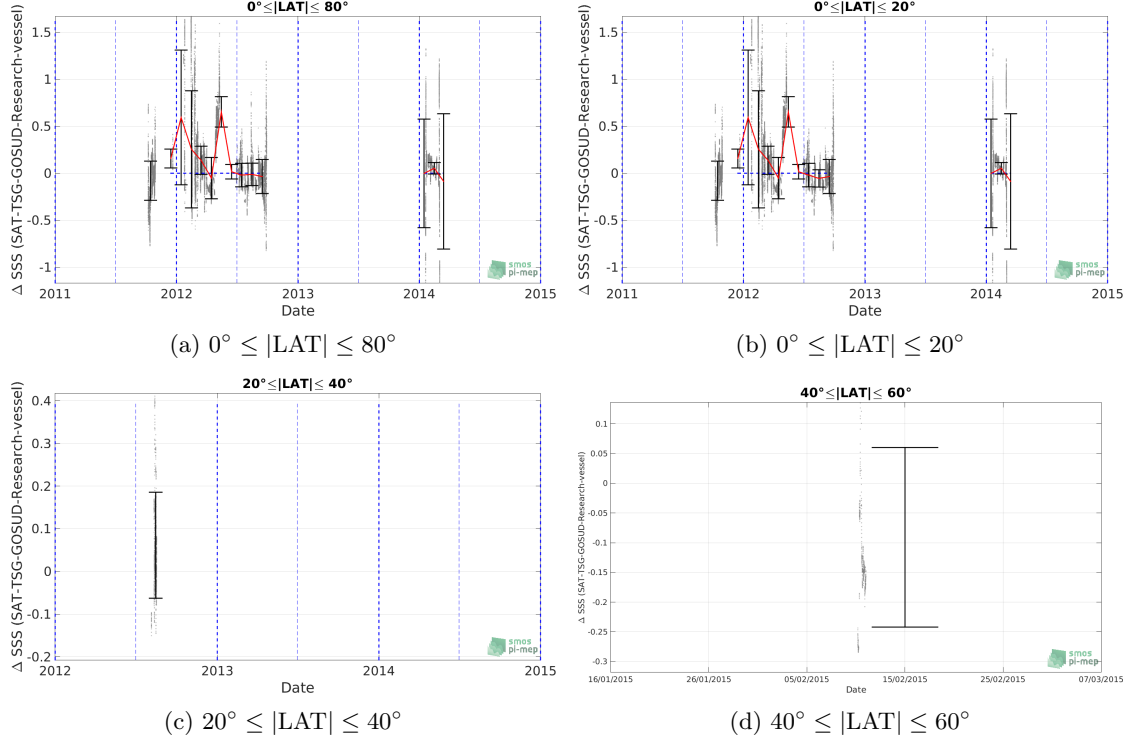 0°≤|LAT|≤ 80°
Δ SSS (SAT-TSG-GOSUD-Research-vessel)
1.5
1
0.5
0
-0.5
-1
2011
2012
2013
2014
2015
Date
smos
pi-mep
(a) 0° ≤ |LAT| ≤ 80°
0°≤|LAT|≤ 20°
Δ SSS (SAT-TSG-GOSUD-Research-vessel)
1.5
1
0.5
0
-0.5
-1
2011
2012
2013
2014
2015
Date
smos
pi-mep
(b) 0° ≤ |LAT| ≤ 20°
20°≤|LAT|≤ 40°
Δ SSS (SAT-TSG-GOSUD-Research-vessel)
0.4
0.3
0.2
0.1
0
-0.1
-0.2
2012
2013
2014
2015
Date
smos
pi-mep
(c) 20° ≤ |LAT| ≤ 40°
40°≤|LAT|≤ 60°
Δ SSS (SAT-TSG-GOSUD-Research-vessel)
0.1
0.05
0
-0.05
-0.1
-0.15
-0.2
-0.25
-0.3
16/01/2015
26/01/2015
05/02/2015
15/02/2015
25/02/2015
07/03/2015
Date
smos
pi-mep
(d) 40° ≤ |LAT| ≤ 60°